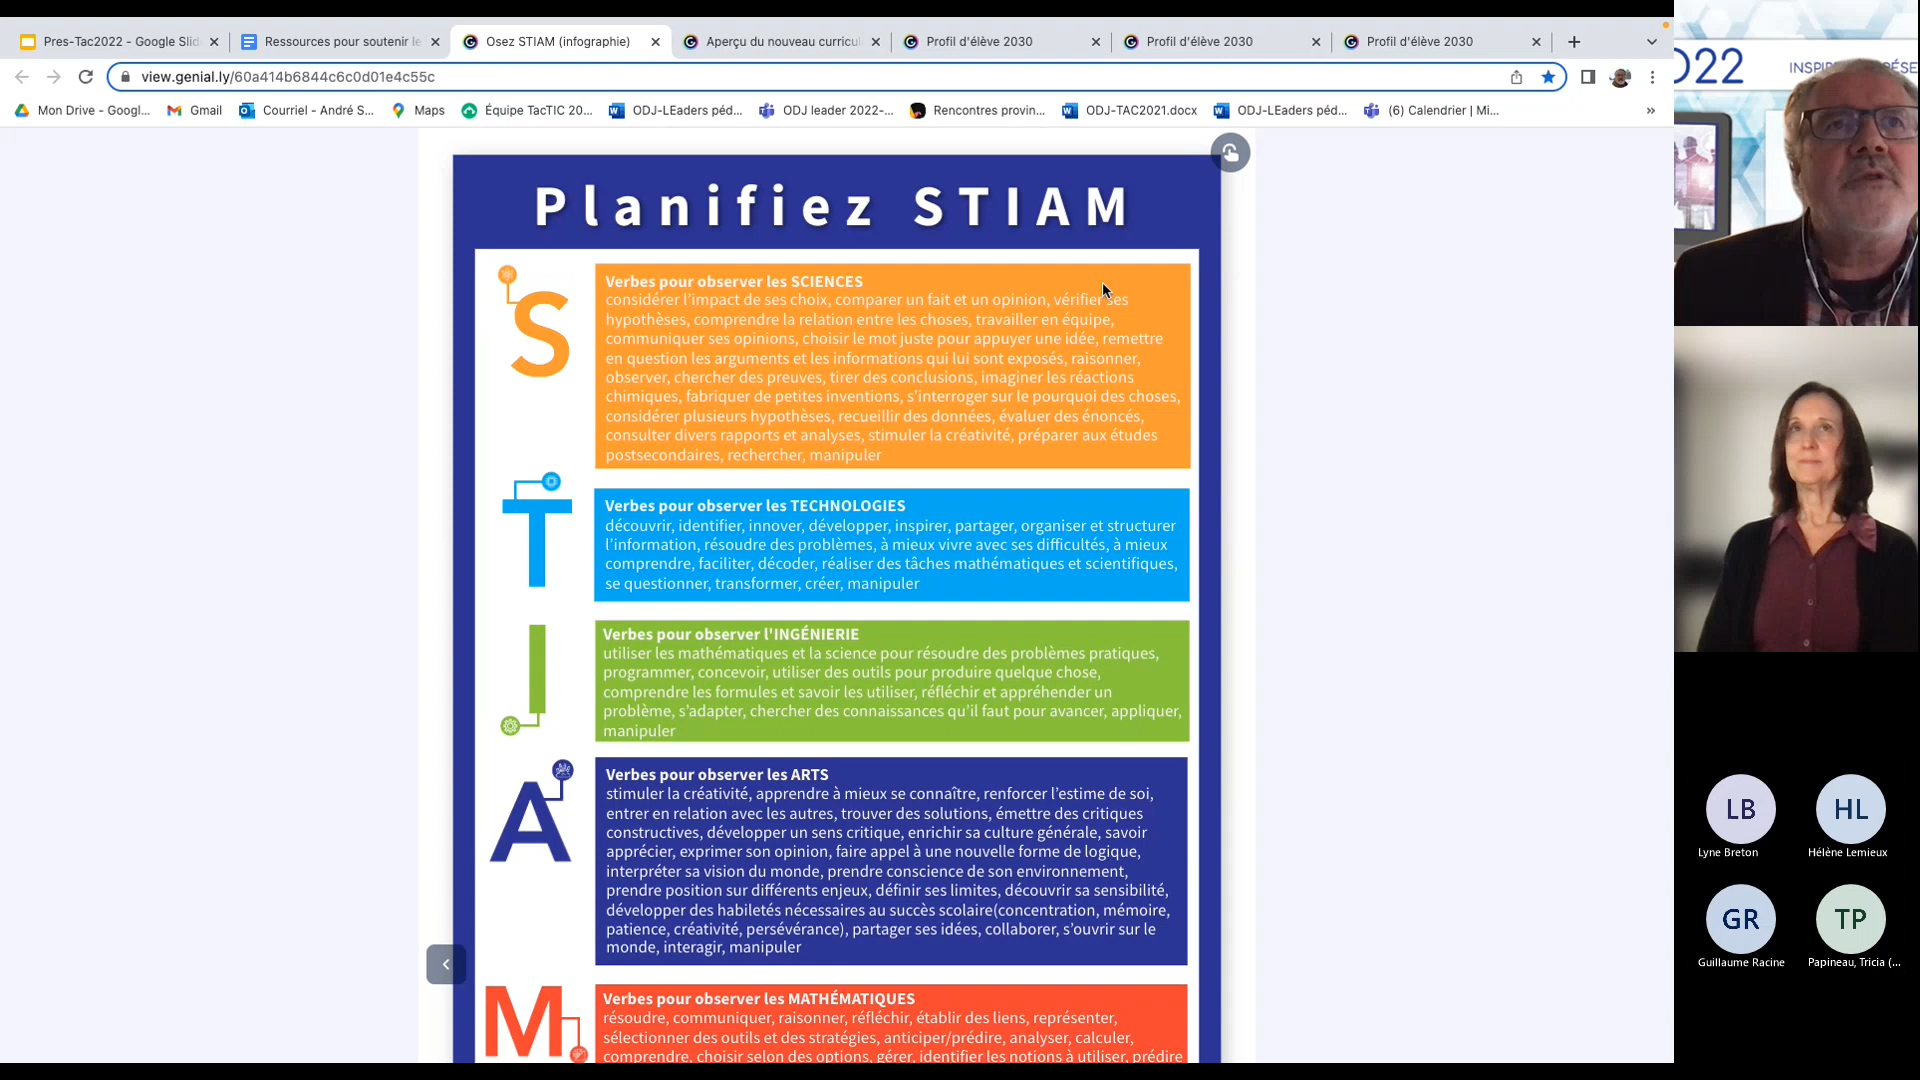 Pres-Tac2022 - Google Slid
Ressources pour soutenir le
Osez STIAM (infographie)
Aperçu du nouveau curricu
Profil d'élève 2030
Profil d'élève 2030
Profil d'élève 2030
view.genial.ly/60a414b6844c6c0d01e4c55c
Mon Drive - Googl...
Gmail
Courriel - André S...
Maps
Équipe TacTIC 20...
ODJ-LEaders péd...
ODJ leader 2022-...
Rencontres provin...
ODJ-TAC2021.docx
ODJ-LEaders péd...
(6) Calendrier | Mi...
»
Planifiez STIAM
S
Verbes pour observer les SCIENCES
considérer l'impact de ses choix, comparer un fait et un opinion, vérifier ses
hypothèses, comprendre la relation entre les choses, travailler en équipe,
communiquer ses opinions, choisir le mot juste pour appuyer une idée, remettre
en question les arguments et les informations qui lui sont exposés, raisonner,
observer, chercher des preuves, tirer des conclusions, imaginer les réactions
chimiques, fabriquer de petites inventions, s'interroger sur le pourquoi des choses,
considérer plusieurs hypothèses, recueillir des données, évaluer des énoncés,
consulter divers rapports et analyses, stimuler la créativité, préparer aux études
postsecondaires, rechercher, manipuler
T
Verbes pour observer les TECHNOLOGIES
découvrir, identifier, innover, développer, inspirer, partager, organiser et structurer
l'information, résoudre des problèmes, à mieux vivre avec ses difficultés, à mieux
comprendre, faciliter, décoder, réaliser des tâches mathématiques et scientifiques,
se questionner, transformer, créer, manipuler
I
Verbes pour observer l'INGÉNIERIE
utiliser les mathématiques et la science pour résoudre des problèmes pratiques,
programmer, concevoir, utiliser des outils pour produire quelque chose,
comprendre les formules et savoir les utiliser, réfléchir et appréhender un
problème, s'adapter, chercher des connaissances qu'il faut pour avancer, appliquer,
manipuler
A
Verbes pour observer les ARTS
stimuler la créativité, apprendre à mieux se connaître, renforcer l'estime de soi,
entrer en relation avec les autres, trouver des solutions, émettre des critiques
constructives, développer un sens critique, enrichir sa culture générale, savoir
apprécier, exprimer son opinion, faire appel à une nouvelle forme de logique,
interpréter sa vision du monde, prendre conscience de son environnement,
prendre position sur différents enjeux, définir ses limites, découvrir sa sensibilité,
développer des habiletés nécessaires au succès scolaire(concentration, mémoire,
patience, créativité, persévérance), partager ses idées, collaborer, s'ouvrir sur le
monde, interagir, manipuler
M
Verbes pour observer les MATHÉMATIQUES
résoudre, communiquer, raisonner, réfléchir, établir des liens, représenter,
sélectionner des outils et des stratégies, anticiper/prédire, analyser, calculer,
comprendre, choisir selon des options, gérer, identifier les notions à utiliser, prédire
022
LB
Lyne Breton
HL
Hélène Lemieux
GR
Guillaume Racine
TP
Papineau, Tricia (...